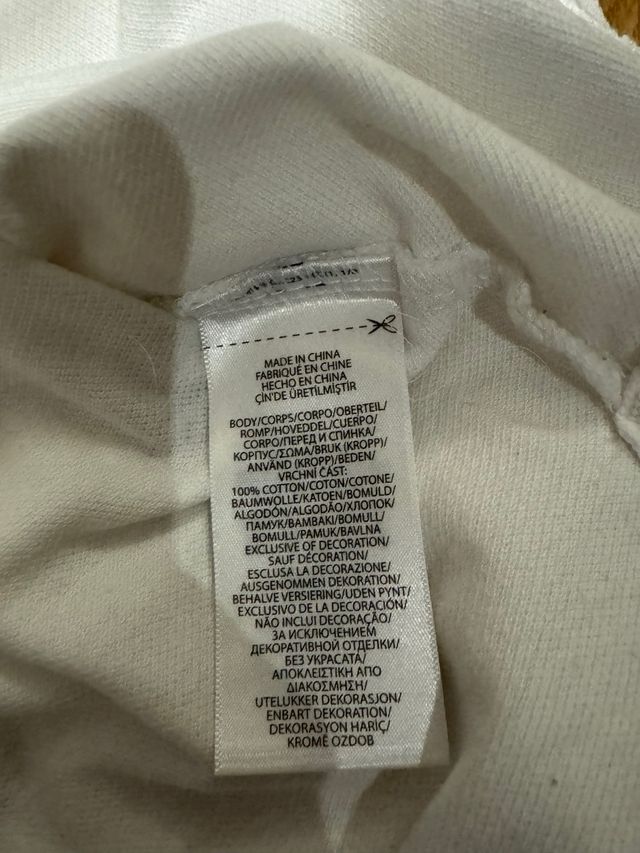 MADE IN CHINA
FABRIQUÉ EN CHINE
HECHO EN CHINA
ÇİN'DE ÜRETİLMİŞTİR
BODY/CORPS/CORPO/OBERTEIL/
ROMP/HOVEDDEL/CUERPO/
CORPO/ПЕРЕД И СПИНКА/
КОРПУС/ΣΩΜΑ/BRUK (KROPP)/
ANVÄND (KROPP)/BEDEN/
VRCHNÍ ČÁST:
100% COTTON/COTON/COTONE/
BAUMWOLLE/KATOEN/BOMULD/
ALGODÓN/ALGODÃO/ХЛОПОК/
ПАМУК/ΒΑΜΒΑΚΙ/BOMULL/
BOMULL/PAMUK/BAVLNA
EXCLUSIVE OF DECORATION/
SAUF DÉCORATION/
ESCLUSA LA DECORAZIONE/
AUSGENOMMEN DEKORATION/
BEHALVE VERSIERING/UDEN PYNT/
EXCLUSIVO DE LA DECORACIÓN/
NÃO INCLUI DECORAÇÃO/
ЗА ИСКЛЮЧЕНИЕМ
ДЕКОРАТИВНОЙ ОТДЕЛКИ/
БЕЗ УКРАСАТА/
ΑΠΟΚΛΕΙΣΤΙΚΗ ΑΠΟ
ΔΙΑΚΟΣΜΗΣΗ/
UTELUKKER DEKORASJON/
ENBART DEKORATION/
DEKORASYON HARİÇ/
KROMĚ OZDOB